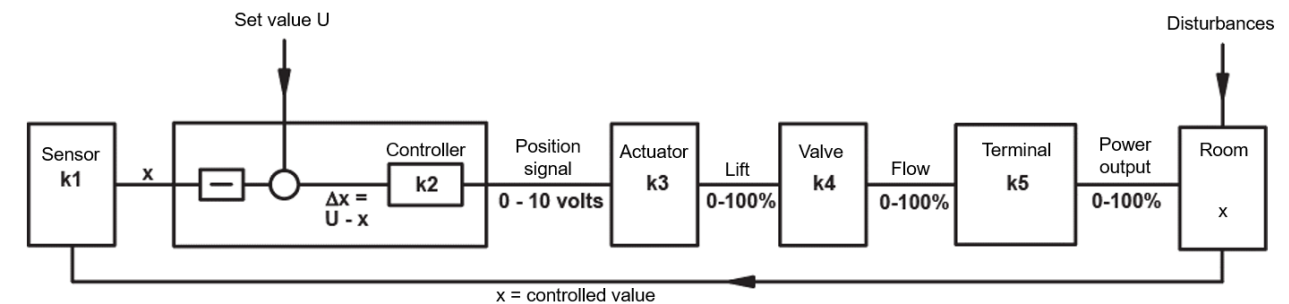 Set value U
Disturbances
Sensor
k1
x
−
Δx =
U - x
Controller
k2
Position
signal
0 - 10 volts
Actuator
k3
Lift
0-100%
Valve
k4
Flow
0-100%
Terminal
k5
Power
output
0-100%
Room
x
x = controlled value